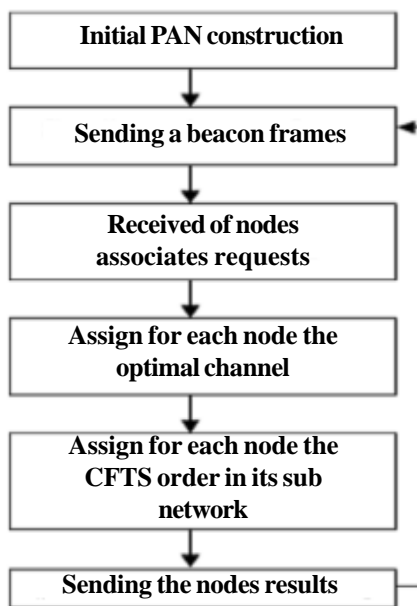 Initial PAN construction
Sending a beacon frames
Received of nodes
associates requests
Assign for each node the
optimal channel
Assign for each node the
CFTS order in its sub
network
Sending the nodes results